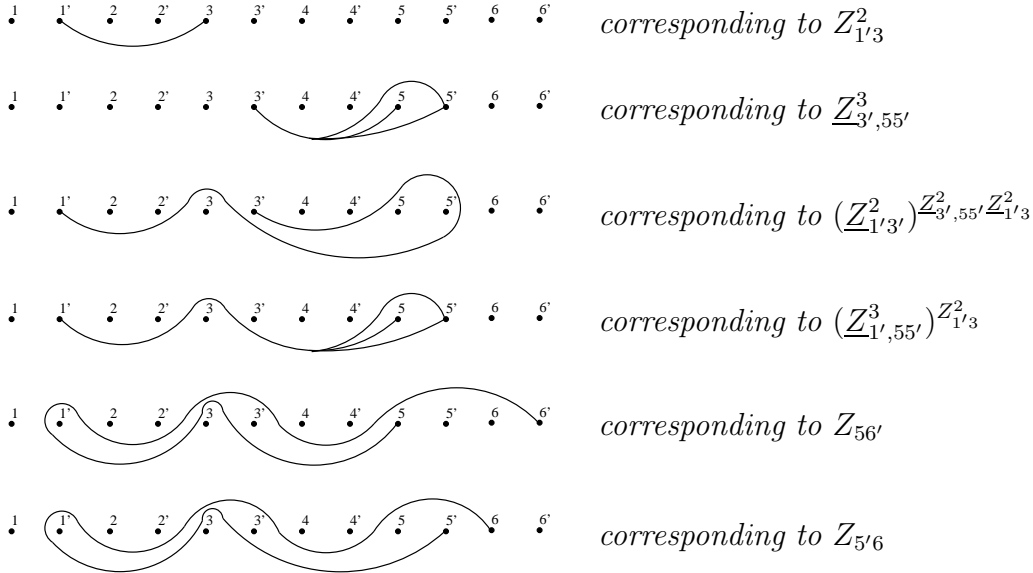 1 1' 2 2' 3 3' 4 4' 5 5' 6 6' corresponding to $Z^2_{1'3}$
1 1' 2 2' 3 3' 4 4' 5 5' 6 6' corresponding to $\underline{Z}^3_{3',55'}$
1 1' 2 2' 3 3' 4 4' 5 5' 6 6' corresponding to $(\underline{Z}^2_{1'3'})^{\underline{Z}^2_{3',55'}\underline{Z}^2_{1'3}}$
1 1' 2 2' 3 3' 4 4' 5 5' 6 6' corresponding to $(\underline{Z}^3_{1',55'})^{Z^2_{1'3}}$
1 1' 2 2' 3 3' 4 4' 5 5' 6 6' corresponding to $Z_{56'}$
1 1' 2 2' 3 3' 4 4' 5 5' 6 6' corresponding to $Z_{5'6}$